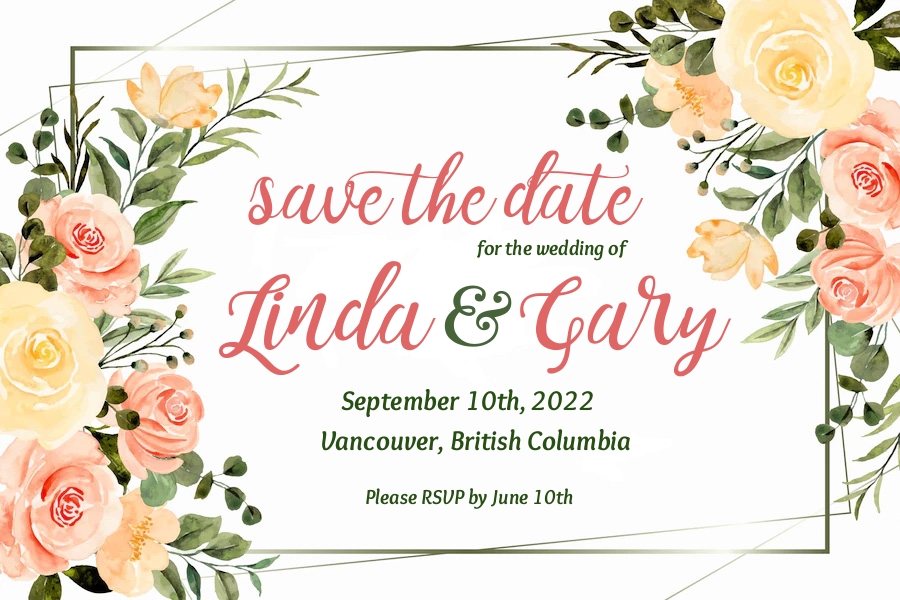 save the date
for the wedding of
Linda & Gary
September 10th, 2022
Vancouver, British Columbia
Please RSVP by June 10th